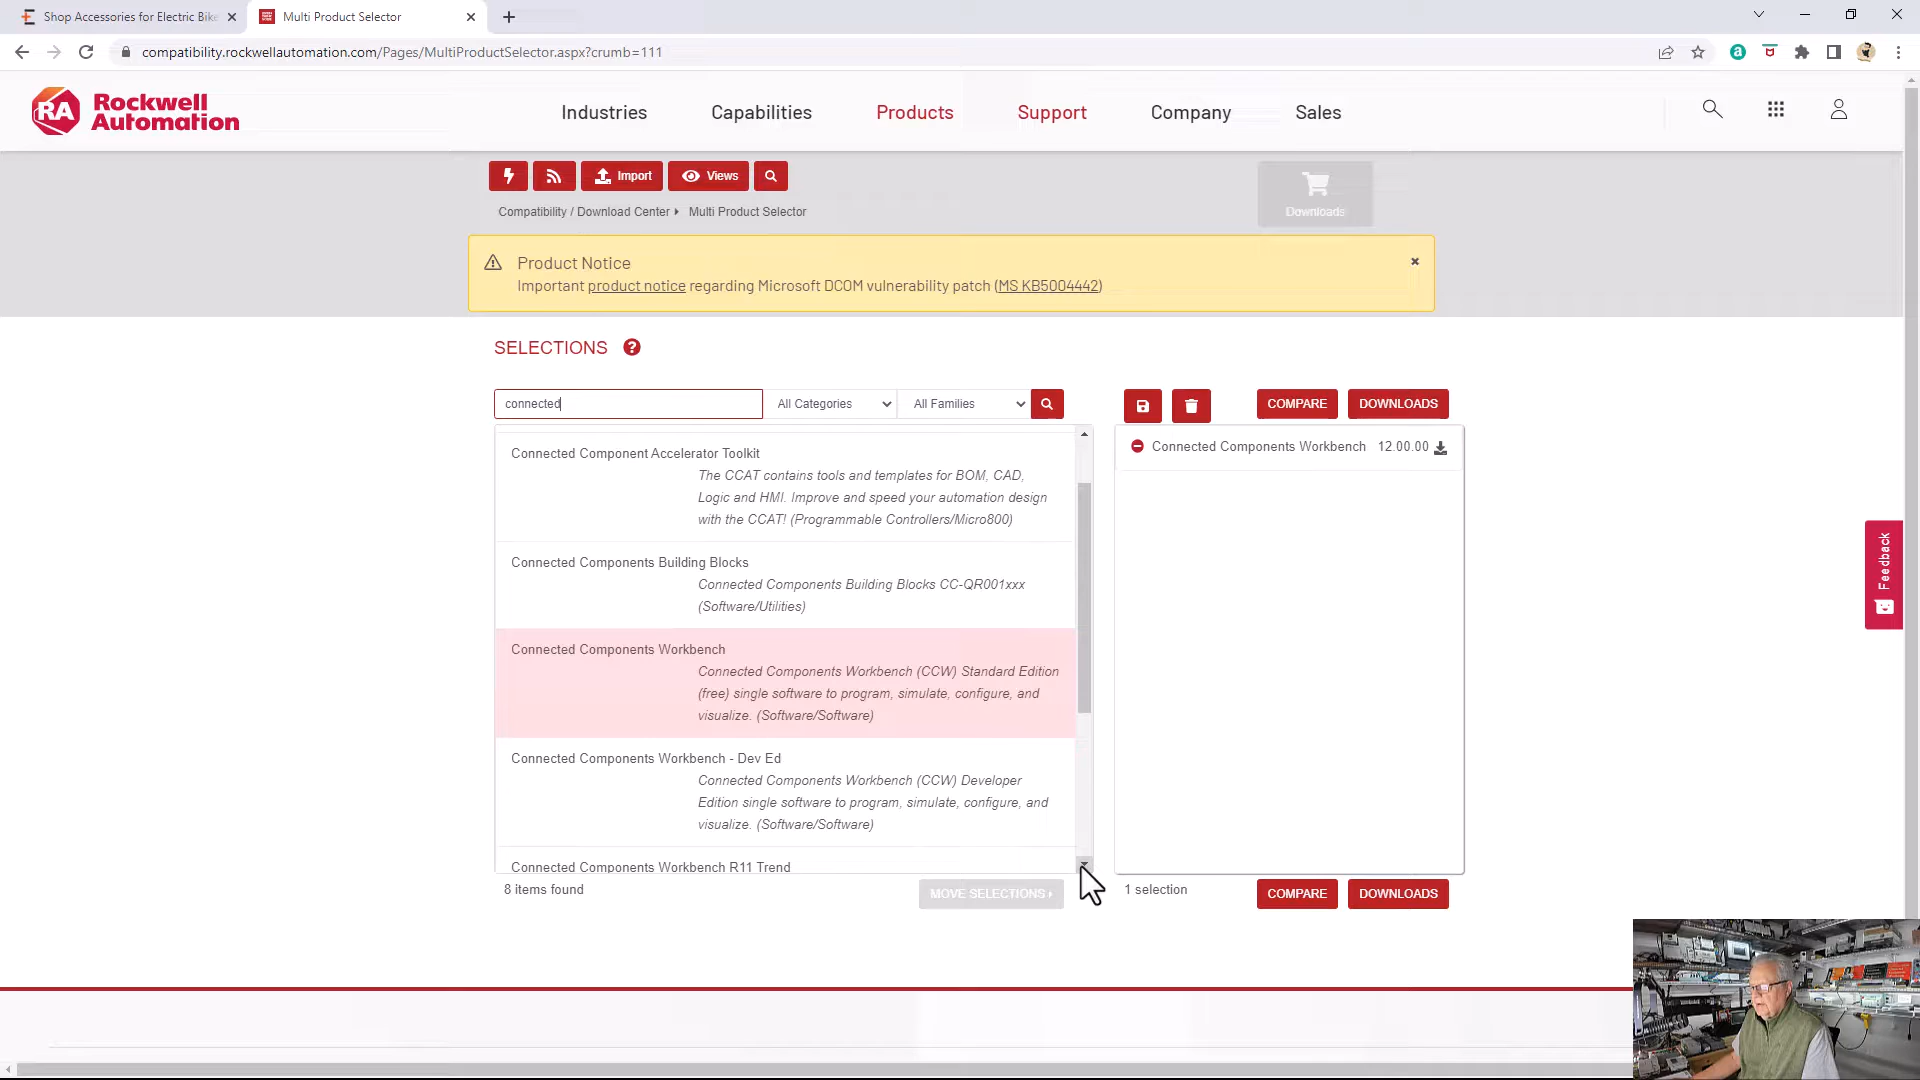 Shop Accessories for Electric Bike
Multi Product Selector
compatibility.rockwellautomation.com/Pages/MultiProductSelector.aspx?crumb=111
RA
Rockwell
Automation
Industries
Capabilities
Products
Support
Company
Sales
Import
Views
Downloads
Compatibility / Download Center
Multi Product Selector
Product Notice
Important product notice regarding Microsoft DCOM vulnerability patch (MS KB5004442)
SELECTIONS ?
connected
All Categories
All Families
Connected Component Accelerator Toolkit
The CCAT contains tools and templates for BOM, CAD,
Logic and HMI. Improve and speed your automation design
with the CCAT! (Programmable Controllers/Micro800)
Connected Components Building Blocks
Connected Components Building Blocks CC-QR001xxx
(Software/Utilities)
Connected Components Workbench
Connected Components Workbench (CCW) Standard Edition
(free) single software to program, simulate, configure, and
visualize. (Software/Software)
Connected Components Workbench - Dev Ed
Connected Components Workbench (CCW) Developer
Edition single software to program, simulate, configure, and
visualize. (Software/Software)
Connected Components Workbench R11 Trend
8 items found
MOVE SELECTIONS
COMPARE
DOWNLOADS
Connected Components Workbench 12.00.00
1 selection
COMPARE
DOWNLOADS
Feedback